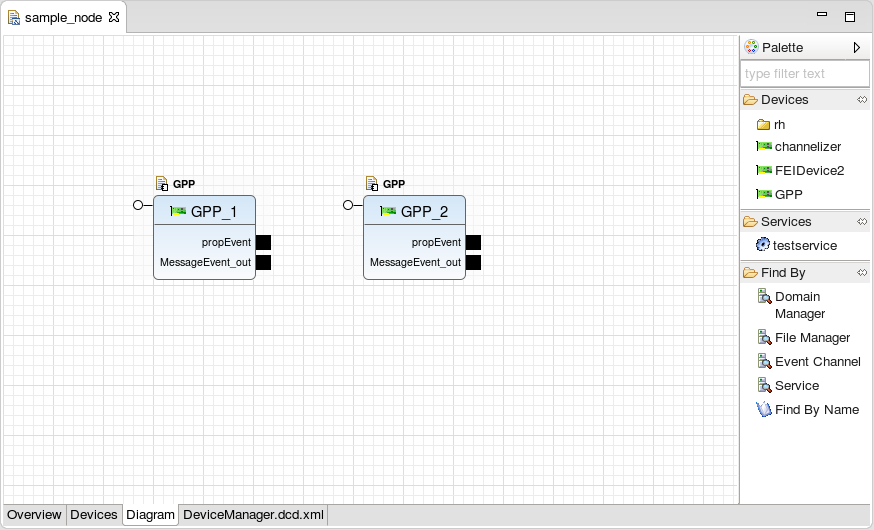 sample_node
Palette
type filter text
Devices
rh
channelizer
FEIDevice2
GPP
Services
testservice
Find By
Domain
Manager
File Manager
Event Channel
Service
Find By Name
GPP
GPP_1
propEvent
MessageEvent_out
GPP
GPP_2
propEvent
MessageEvent_out
Overview
Devices
Diagram
DeviceManager.dcd.xml